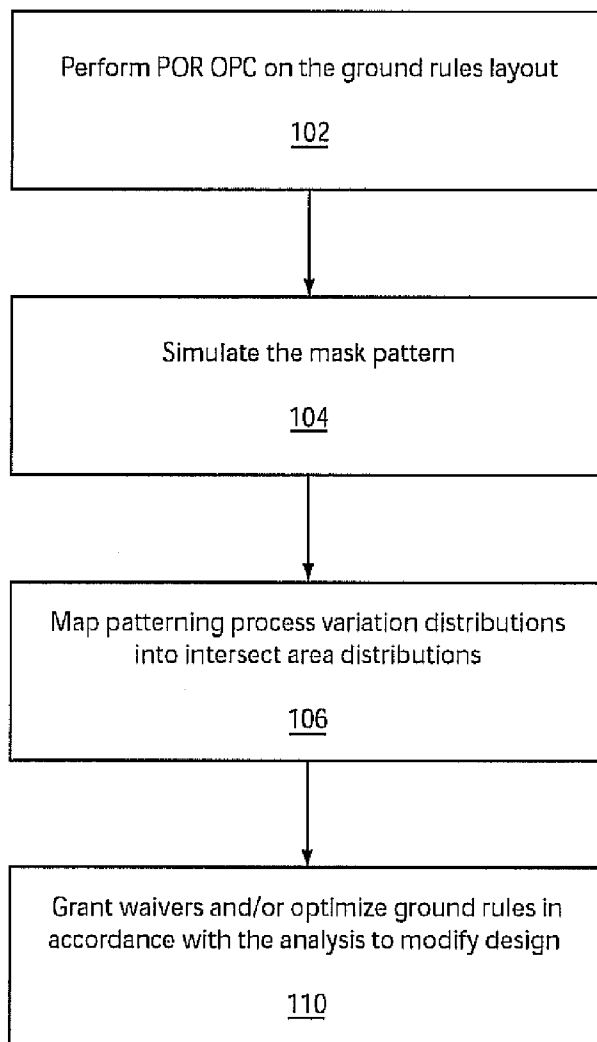 Perform POR OPC on the ground rules layout
102
Simulate the mask pattern
104
Map patterning process variation distributions
into intersect area distributions
106
Grant waivers and/or optimize ground rules in
accordance with the analysis to modify design
110